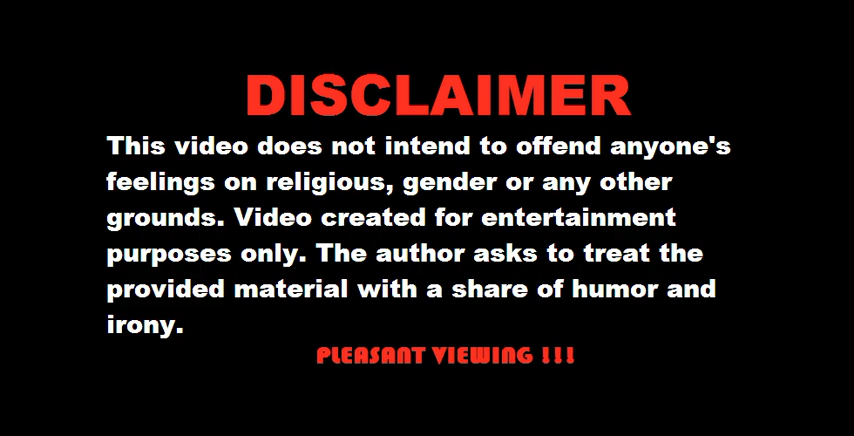 DISCLAIMER
This video does not intend to offend anyone's
feelings on religious, gender or any other
grounds. Video created for entertainment
purposes only. The author asks to treat the
provided material with a share of humor and
irony.
PLEASANT VIEWING !!!